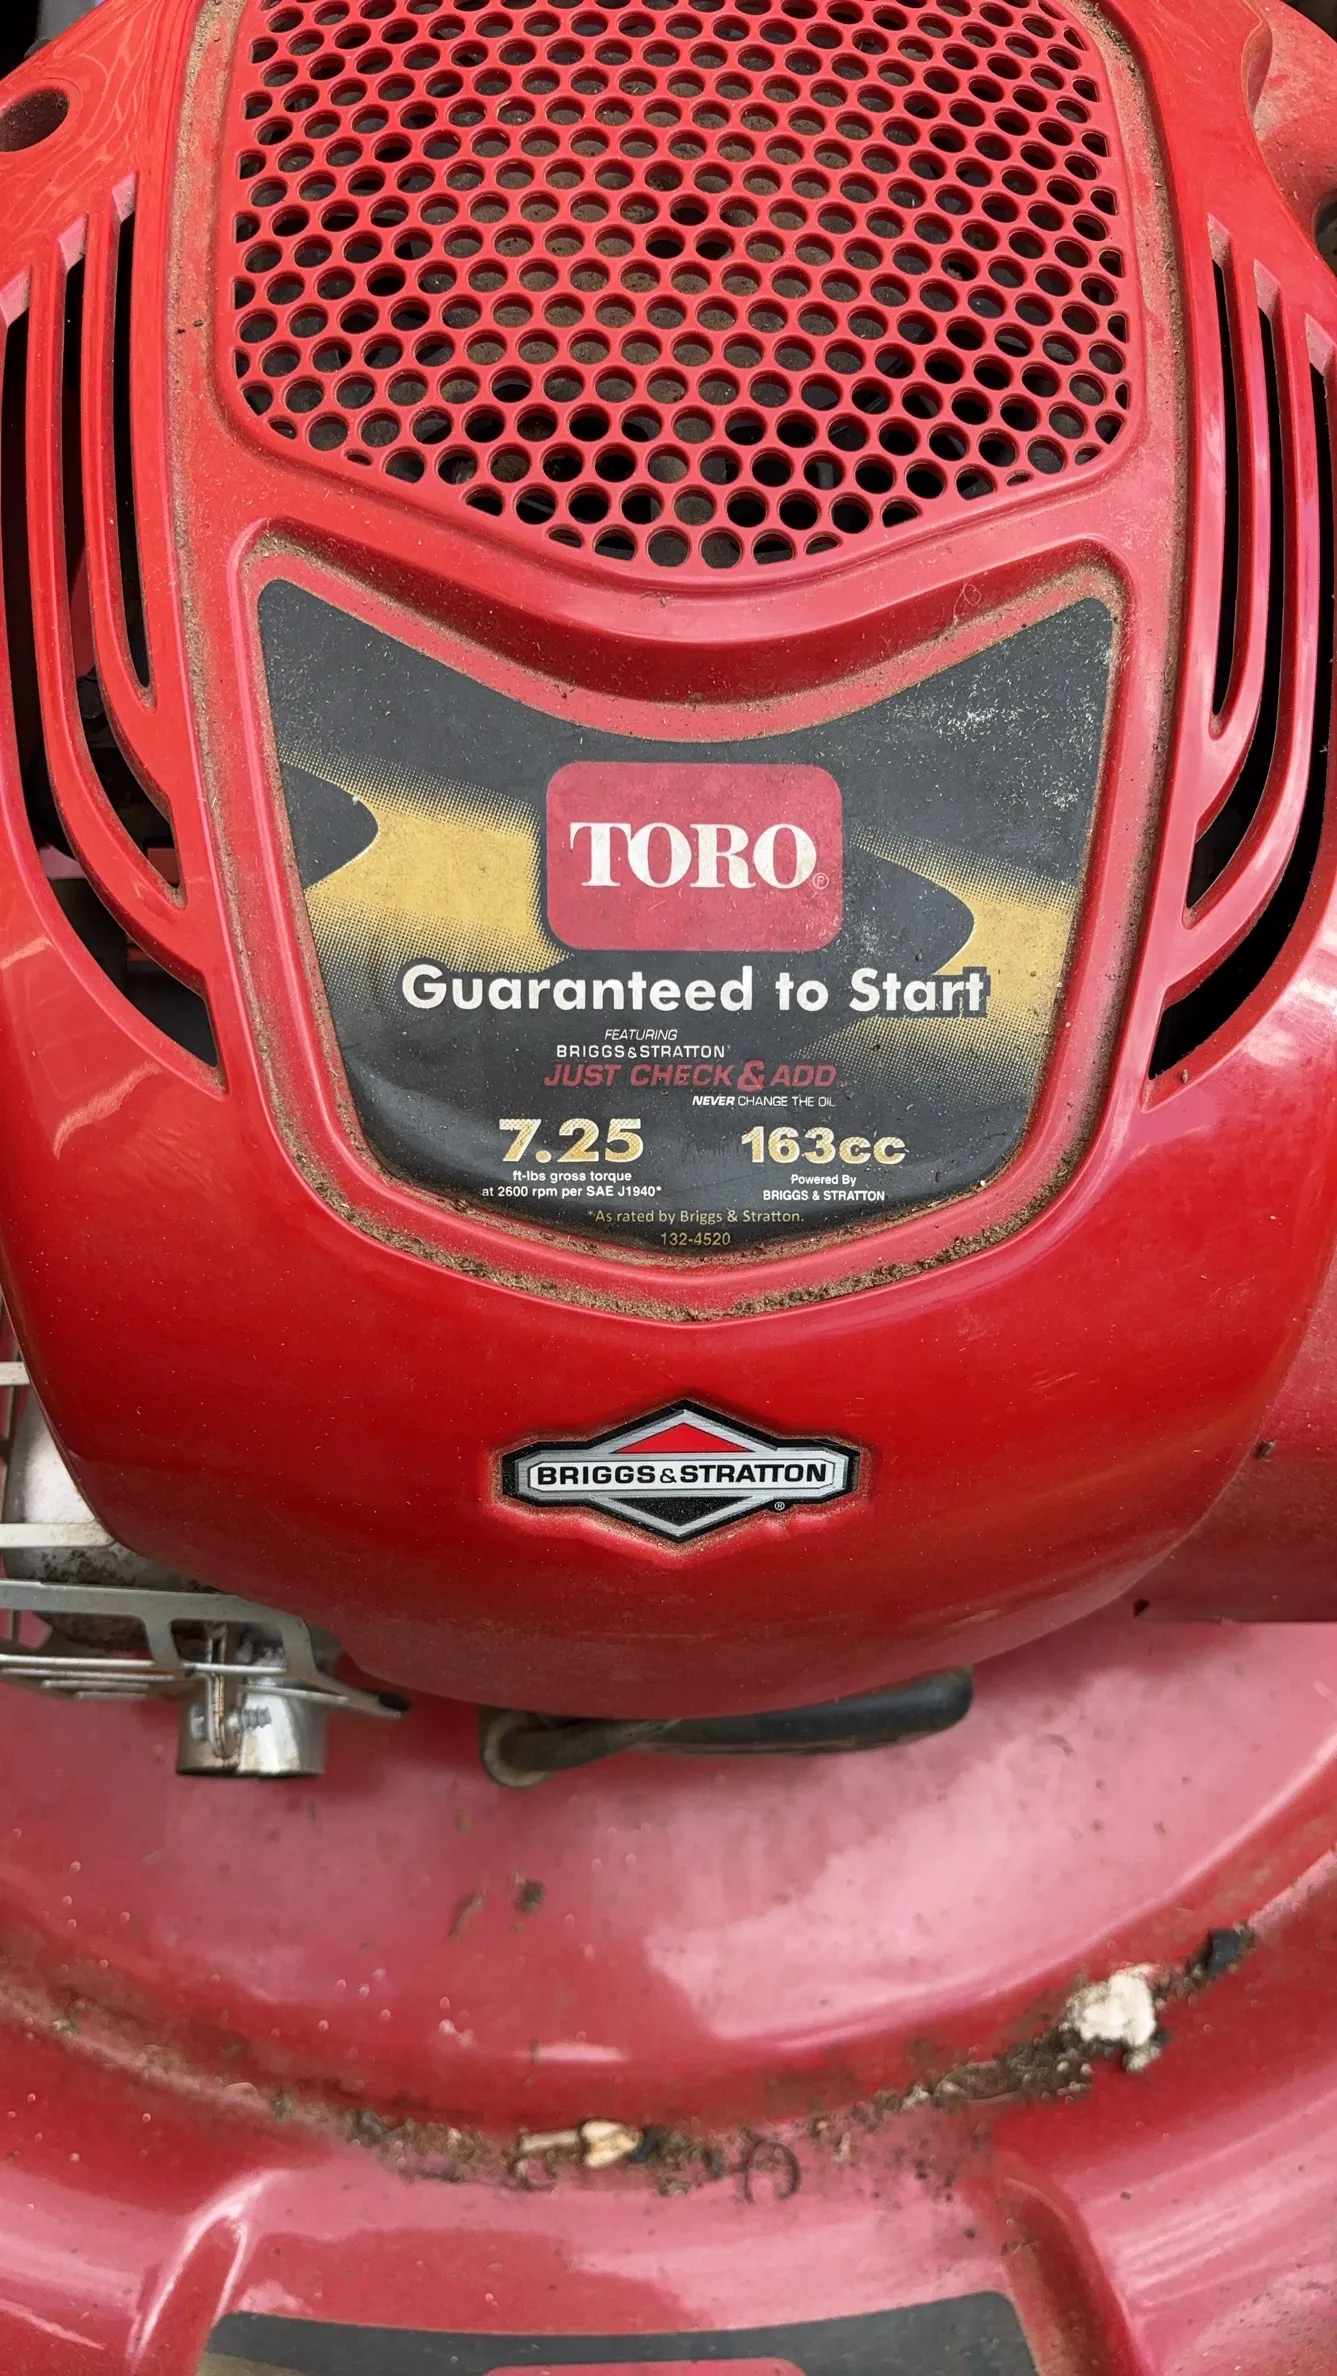 TORO®
Guaranteed to Start
FEATURING
BRIGGS&STRATTON
JUST CHECK & ADD
NEVER CHANGE THE OIL
7.25
ft-lbs gross torque
at 2600 rpm per SAE J1940*
163cc
Powered By
BRIGGS & STRATTON
*As rated by Briggs & Stratton.
132-4520
BRIGGS&STRATTON
®